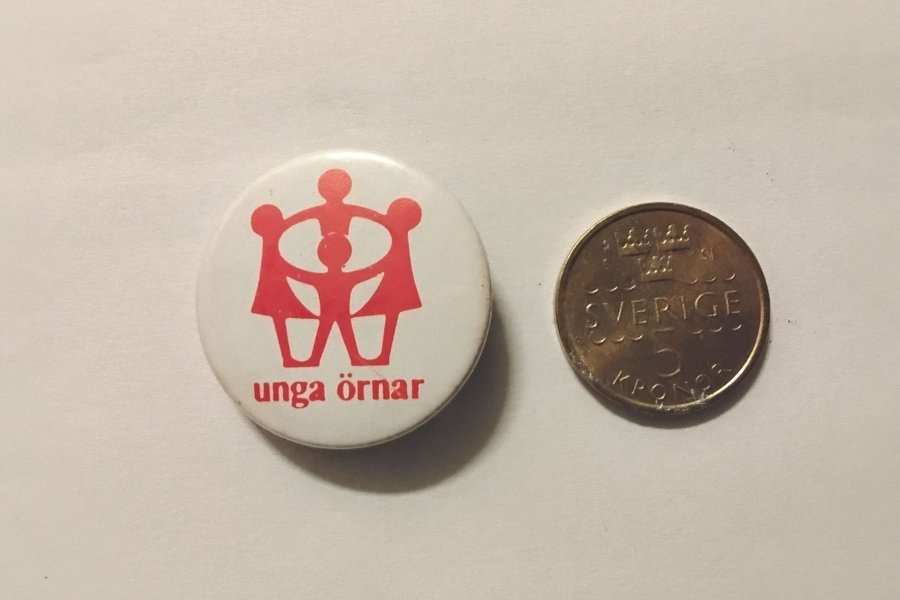 unga örnar
SVERIGE
5
KRONOR